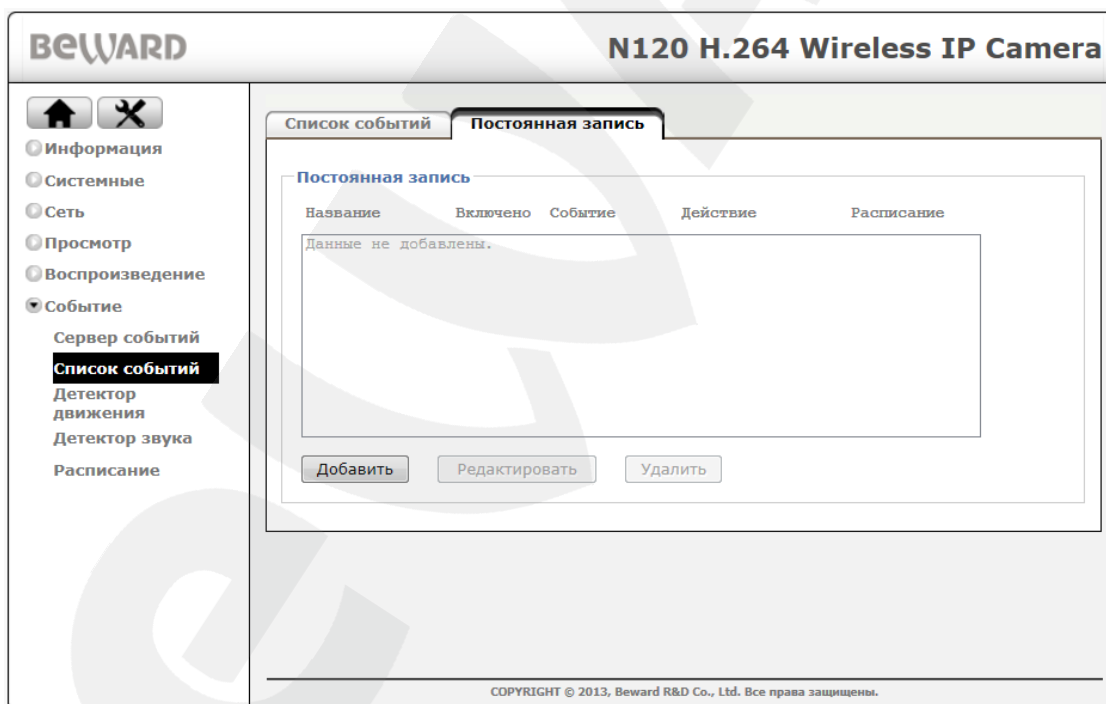 BEWARD
N120 H.264 Wireless IP Camera
Информация
Системные
Сеть
Просмотр
Воспроизведение
Событие
Сервер событий
Список событий
Детектор
движения
Детектор звука
Расписание
Список событий Постоянная запись
Постоянная запись
Название Включено Событие Действие Расписание
Данные не добавлены.
Добавить Редактировать Удалить
COPYRIGHT © 2013, Beward R&D Co., Ltd. Все права защищены.